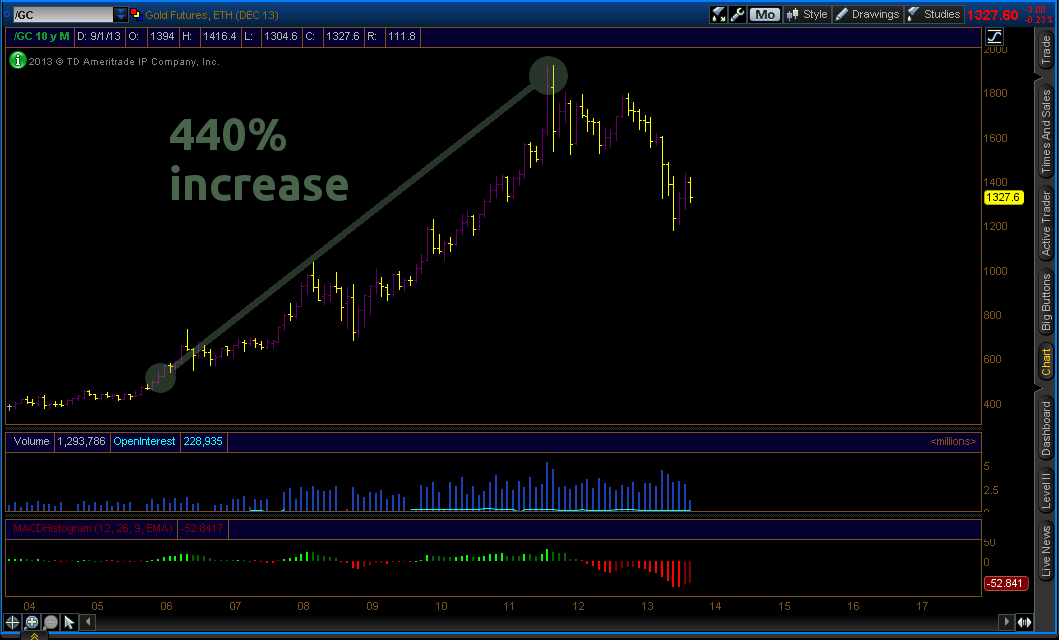 /GC Gold Futures, ETH (DEC 13) Mo Style Drawings Studies 1327.60 -3.00 -0.23%
/GC 10 y M D: 9/1/13 O: 1394 H: 1416.4 L: 1304.6 C: 1327.6 R: 111.8
2013 © TD Ameritrade IP Company, Inc.
440%
increase
2000
1800
1600
1400
1327.6
1200
1000
800
600
400
Volume 1,293,786 OpenInterest 228,935 <millions>
5
2.5
0
MACDHistogram (12, 26, 9, EMA) -52.8417
50
0
-52.841
04 05 06 07 08 09 10 11 12 13 14 15 16 17
Trade
Times And Sales
Active Trader
Big Buttons
Chart
Dashboard
Level II
Live News